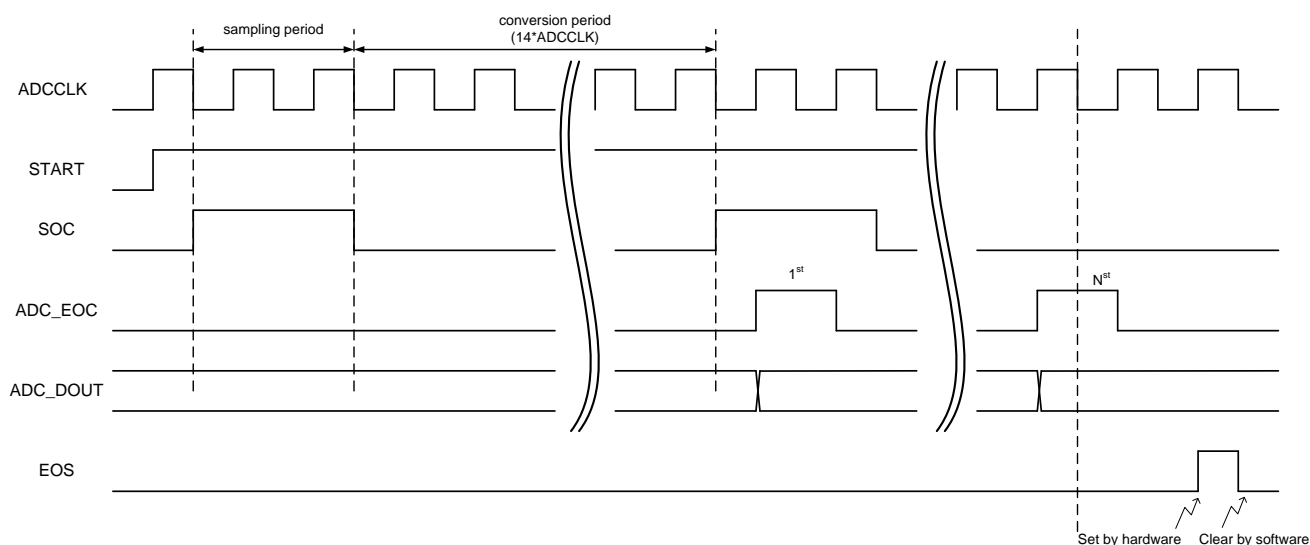 sampling period
conversion period
(14*ADCCLK)
ADCCLK
START
SOC
1st
Nst
ADC_EOC
ADC_DOUT
EOS
Set by hardware
Clear by software